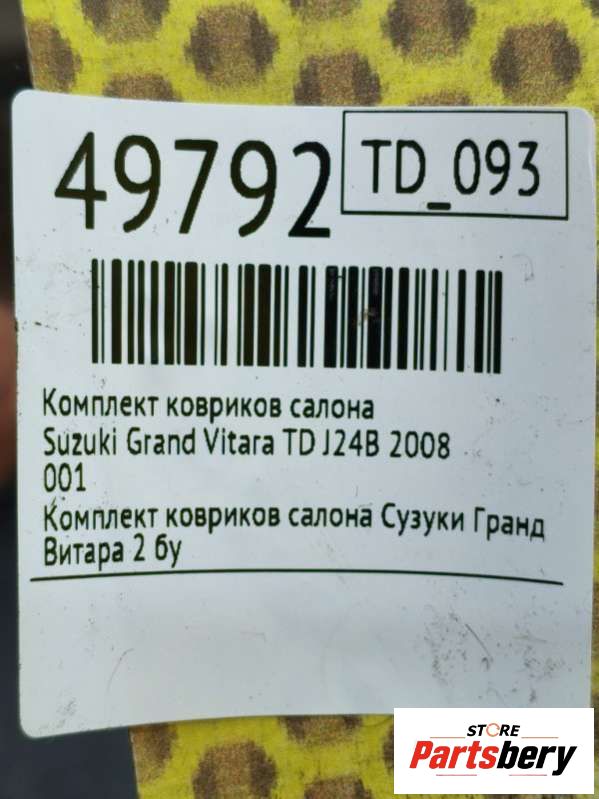 49792
TD_093
Комплект ковриков салона
Suzuki Grand Vitara TD J24B 2008
001
Комплект ковриков салона Сузуки Гранд
Витара 2 бу
STORE
Partsbery